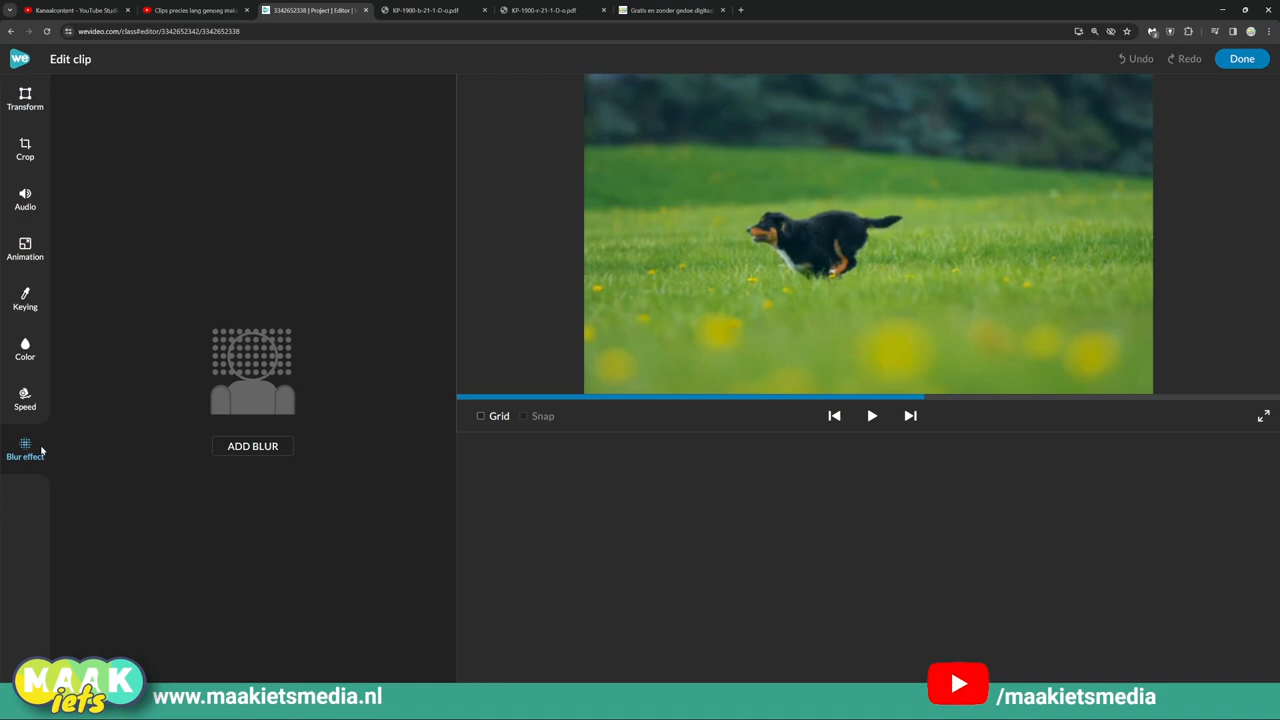 Kanaalcontent - YouTube Studi
Clips precies lang genoeg mak
3342652338 | Project | Editor | W
KP-1900-b-21-1-D-o.pdf
KP-1900-r-21-1-D-o.pdf
Gratis en zonder gedoe digitaa
wevideo.com/class#editor/3342652342/3342652338
we
Edit clip
Undo
Redo
Done
Transform
Crop
Audio
Animation
Keying
Color
Speed
Blur effect
ADD BLUR
Grid
Snap
MAAK
iets
www.maakietsmedia.nl
/maakietsmedia